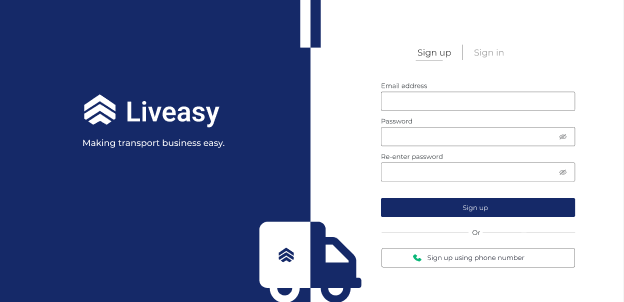 Liveasy
Making transport business easy.
Sign up
Sign in
Email address
Password
Re-enter password
Sign up
Or
Sign up using phone number